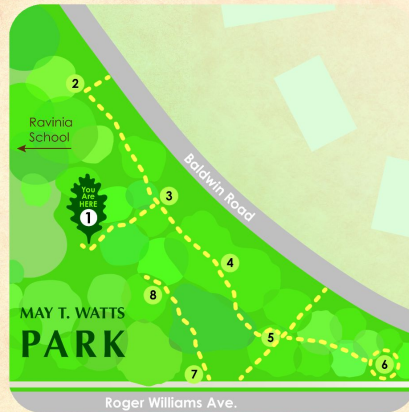 2
Ravinia
School
You
Are
HERE
1
3
Baldwin Road
4
8
MAY T. WATTS
PARK
5
6
7
Roger Williams Ave.